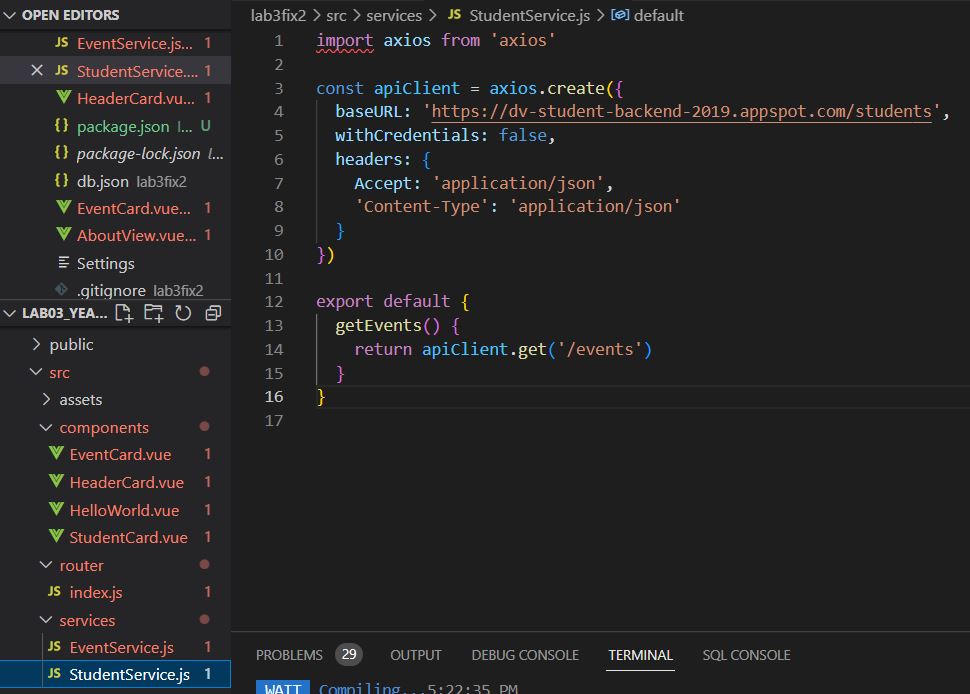 OPEN EDITORS
JS EventService.js... 1
JS StudentService.... 1
HeaderCard.vu... 1
{} package.json l... U
{} package-lock.json l...
{} db.json lab3fix2
EventCard.vue... 1
AboutView.vue... 1
Settings
.gitignore lab3fix2
LAB03_YEA...
public
src
assets
components
EventCard.vue 1
HeaderCard.vue 1
HelloWorld.vue 1
StudentCard.vue 1
router
JS index.js 1
services
JS EventService.js 1
JS StudentService.js 1
lab3fix2 > src > services > JS StudentService.js > default
1 import axios from 'axios'
2
3 const apiClient = axios.create({
4 baseURL: 'https://dv-student-backend-2019.appspot.com/students',
5 withCredentials: false,
6 headers: {
7 Accept: 'application/json',
8 'Content-Type': 'application/json'
9 }
10 })
11
12 export default {
13 getEvents() {
14 return apiClient.get('/events')
15 }
16 }
17
PROBLEMS 29 OUTPUT DEBUG CONSOLE TERMINAL SQL CONSOLE
WAIT Compiling...5:22:35 PM